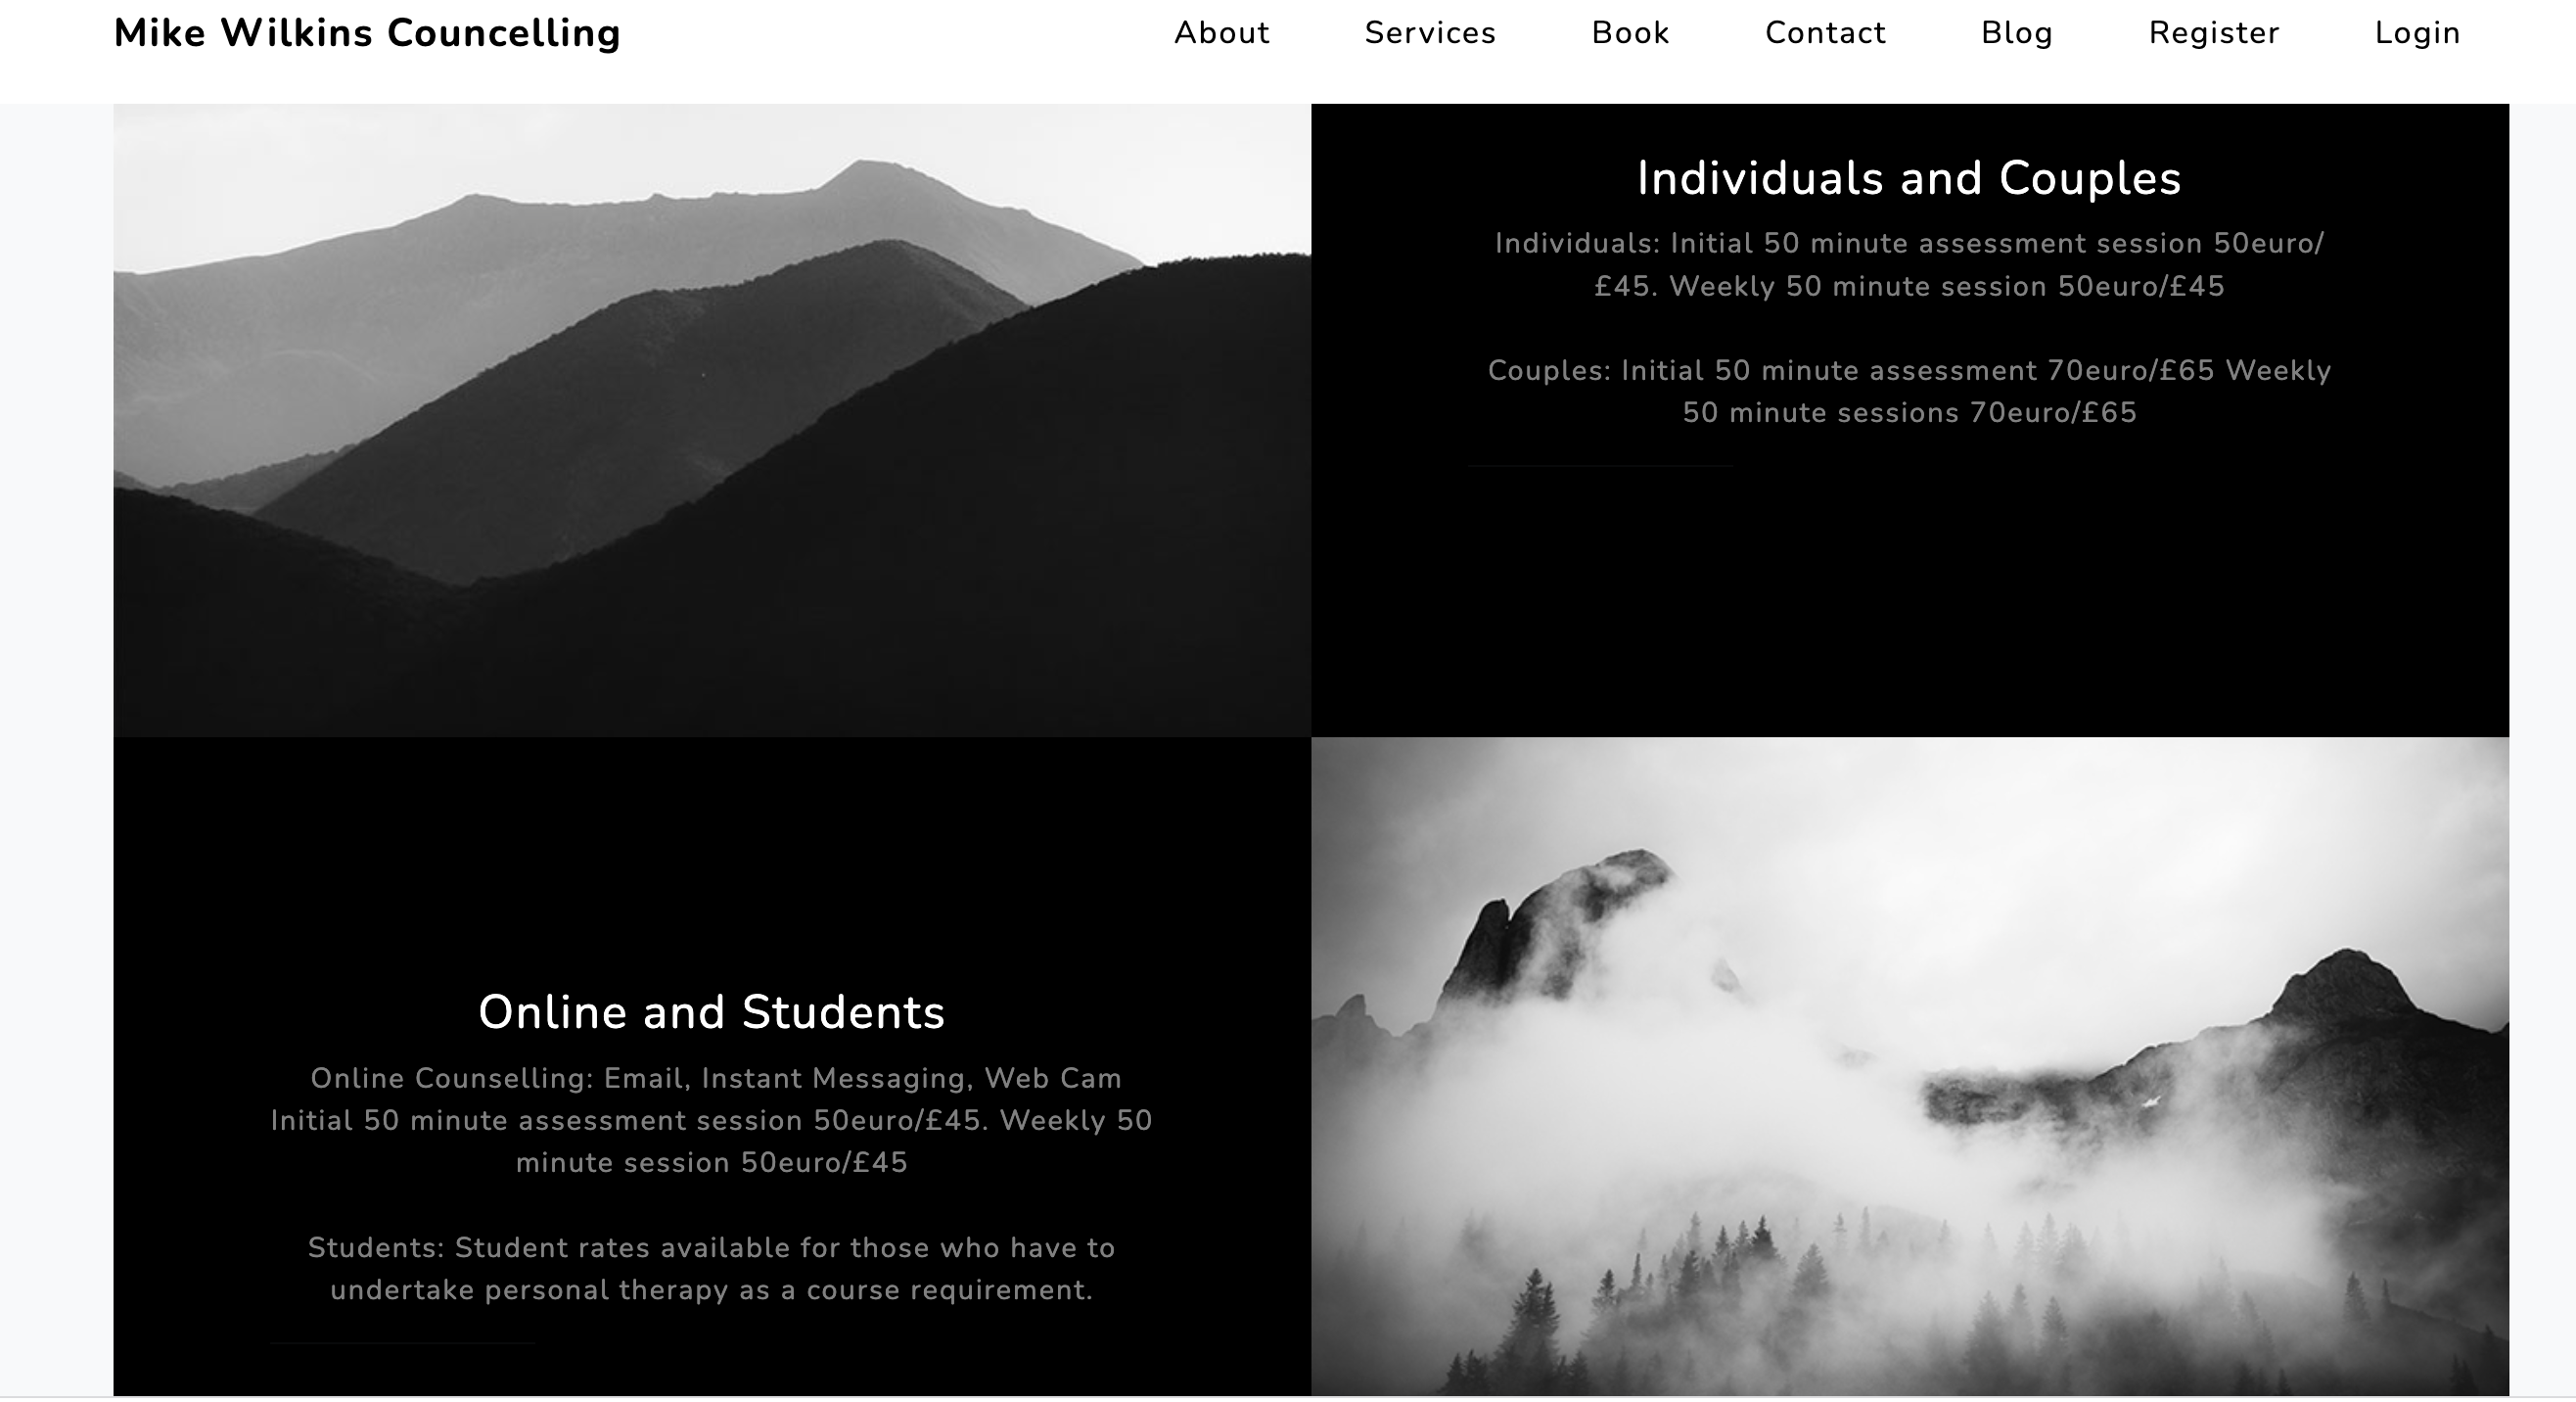 Mike Wilkins Councelling
About Services Book Contact Blog Register Login
Individuals and Couples
Individuals: Initial 50 minute assessment session 50euro/
£45. Weekly 50 minute session 50euro/£45
Couples: Initial 50 minute assessment 70euro/£65 Weekly
50 minute sessions 70euro/£65
Online and Students
Online Counselling: Email, Instant Messaging, Web Cam
Initial 50 minute assessment session 50euro/£45. Weekly 50
minute session 50euro/£45
Students: Student rates available for those who have to
undertake personal therapy as a course requirement.